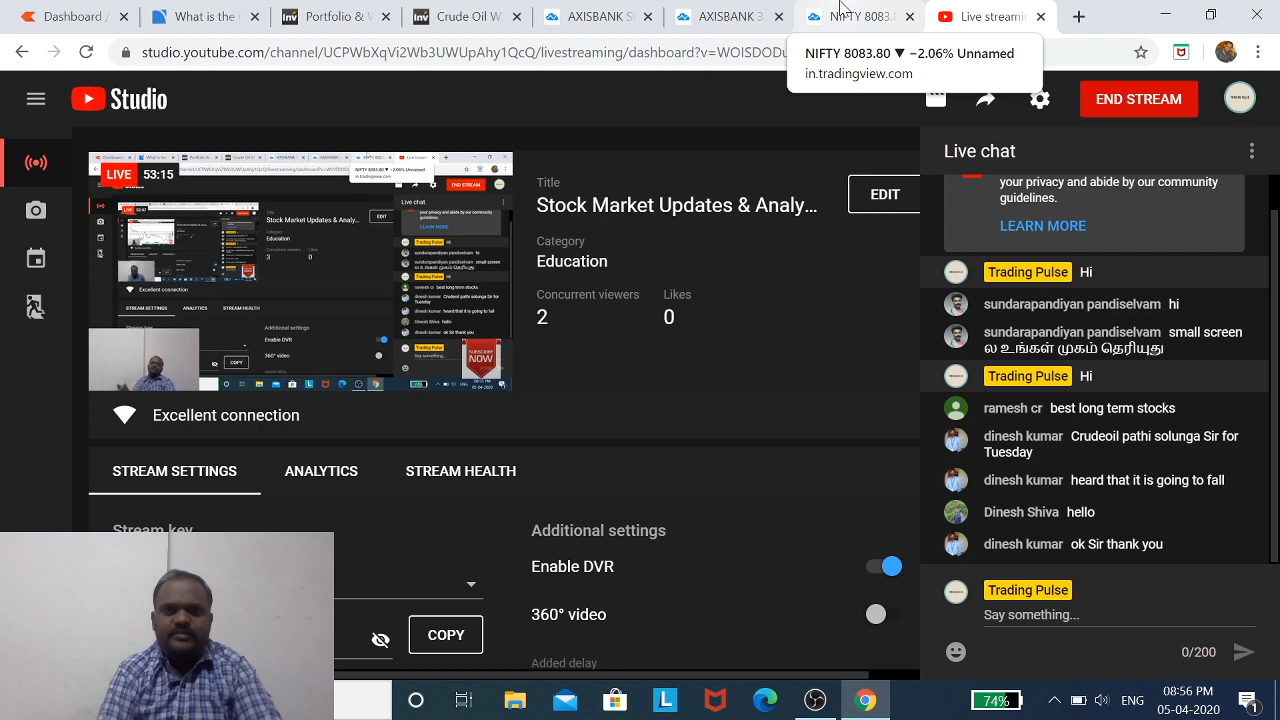 Dashboard
What is the
Portfolio &
Crude Oil W
AXISBANK S
AXISBANK 3
NIFTY 8083.
Live streami
studio.youtube.com/channel/UCPWbXqVi2Wb3UWUpAhy1QcQ/livestreaming/dashboard?v=
NIFTY 8083.80 ▼ −2.06% Unnamed
in.tradingview.com
Studio
END STREAM
LIVE 53:15
Title
Stock Market Updates & Analy...
EDIT
Category
Education
Concurrent viewers
Likes
2
0
Excellent connection
STREAM SETTINGS
ANALYTICS
STREAM HEALTH
Stream key
COPY
Additional settings
Enable DVR
360° video
Added delay
Live chat
your privacy and abide by our community
guidelines.
LEARN MORE
Trading Pulse Hi
sundarapandiyan pandiselvam hi
sundarapandiyan pandiselvam small screen
ல உங்கள் முகம் தெரியுது
Trading Pulse Hi
ramesh cr best long term stocks
dinesh kumar Crudeoil pathi solunga Sir for
Tuesday
dinesh kumar heard that it is going to fall
Dinesh Shiva hello
dinesh kumar ok Sir thank you
Trading Pulse
Say something...
0/200
SUBSCRIBE
NOW
74%
ENG
08:56 PM
05-04-2020